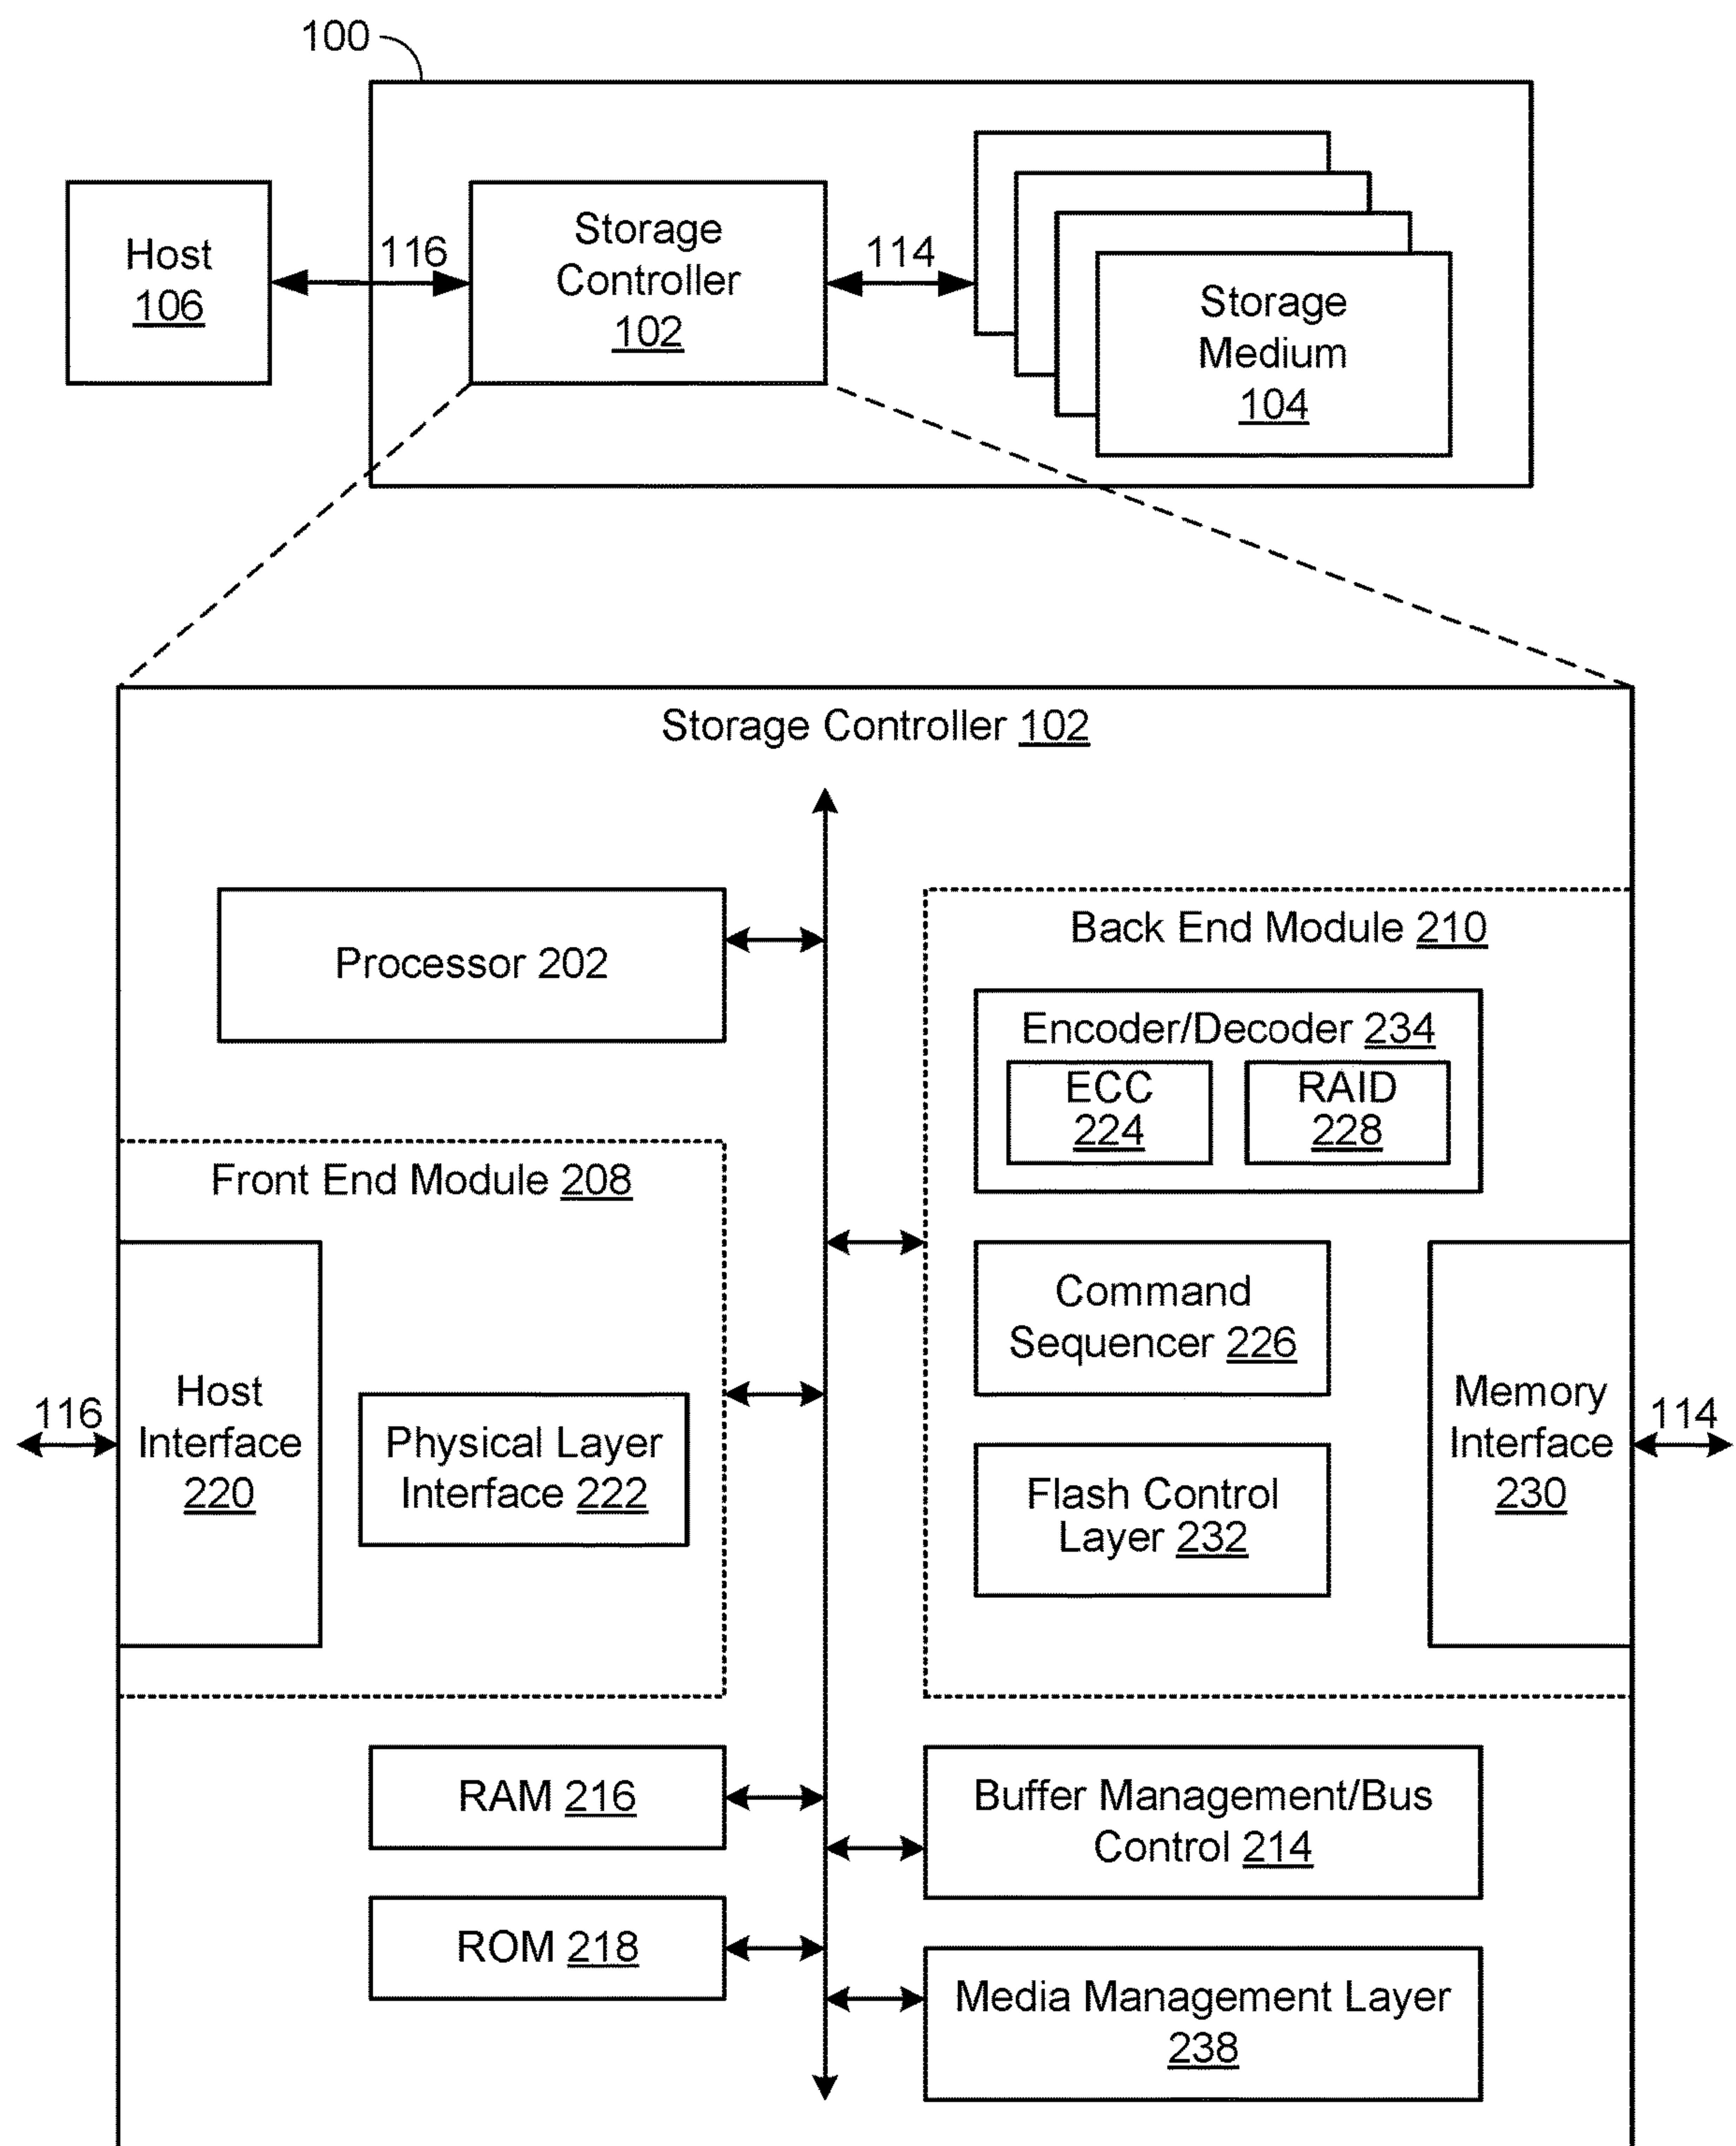 100
Host
106
116
Storage
Controller
102
114
Storage
Medium
104
Storage Controller 102
Processor 202
Back End Module 210
Encoder/Decoder 234
ECC
224
RAID
228
Front End Module 208
Command
Sequencer 226
116
Host
Interface
220
Physical Layer
Interface 222
Flash Control
Layer 232
Memory
Interface
230
114
RAM 216
Buffer Management/Bus
Control 214
ROM 218
Media Management Layer
238